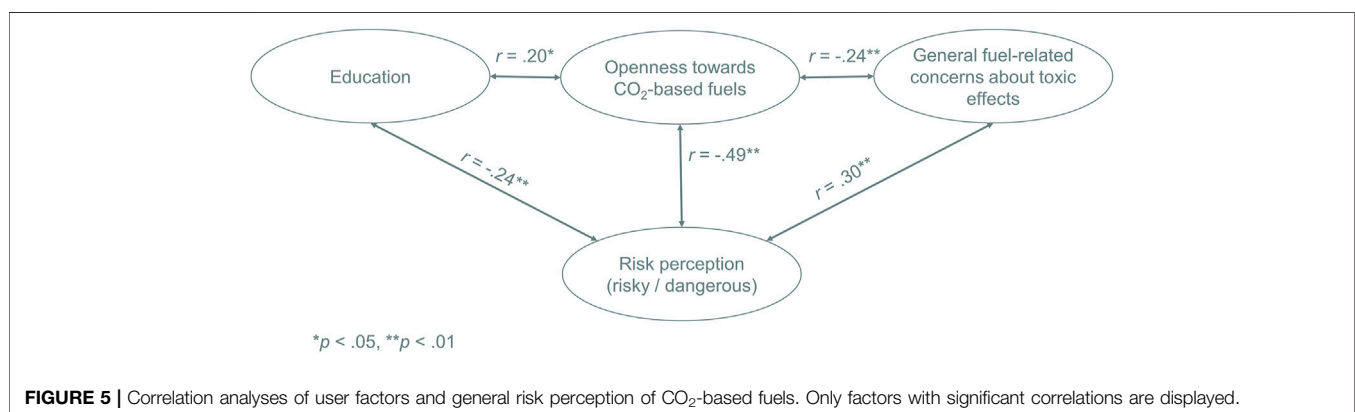 Education
r = .20*
Openness towards
CO₂-based fuels
r = -.24**
General fuel-related
concerns about toxic
effects
r = -.24**
r = -.49**
r = .30**
Risk perception
(risky / dangerous)
*p < .05, **p < .01
FIGURE 5 | Correlation analyses of user factors and general risk perception of CO₂-based fuels. Only factors with significant correlations are displayed.